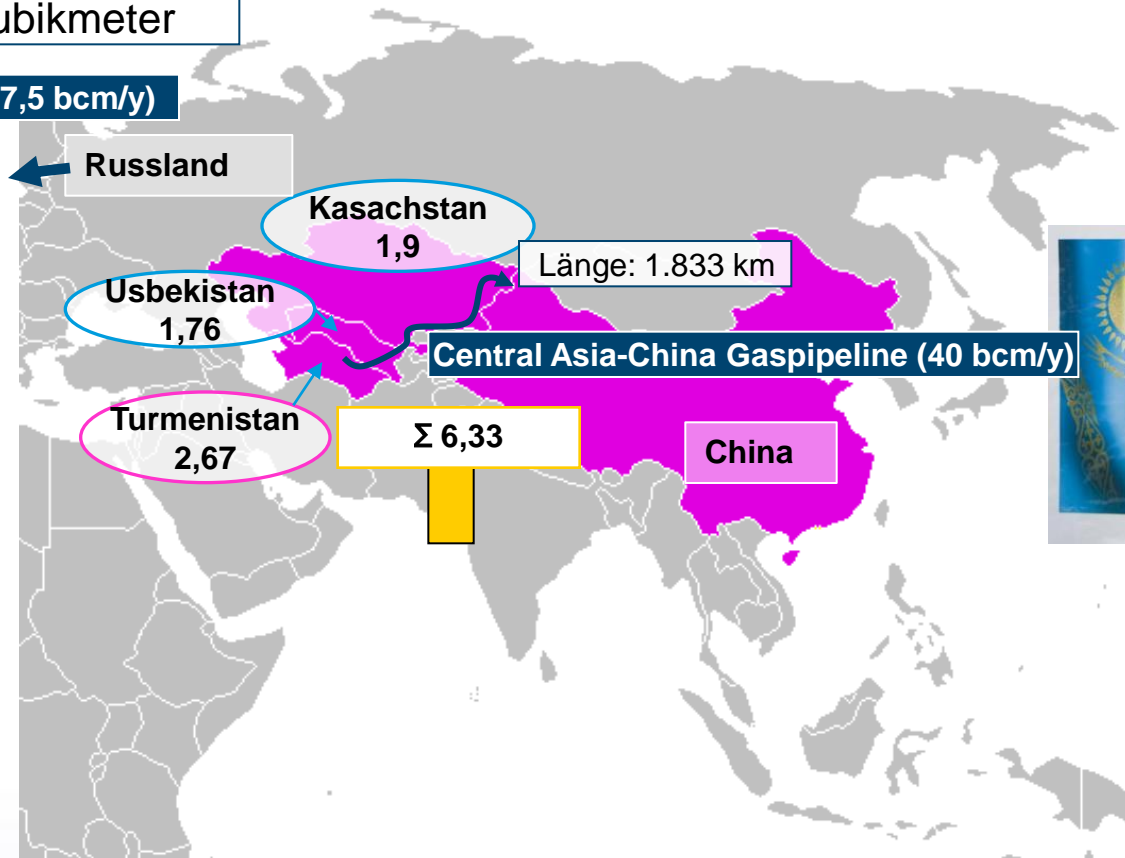 ubikmeter
7,5 bcm/y)
Russland
Kasachstan
1,9
Länge: 1.833 km
Usbekistan
1,76
Central Asia-China Gaspipeline (40 bcm/y)
Turmenistan
2,67
Σ 6,33
China